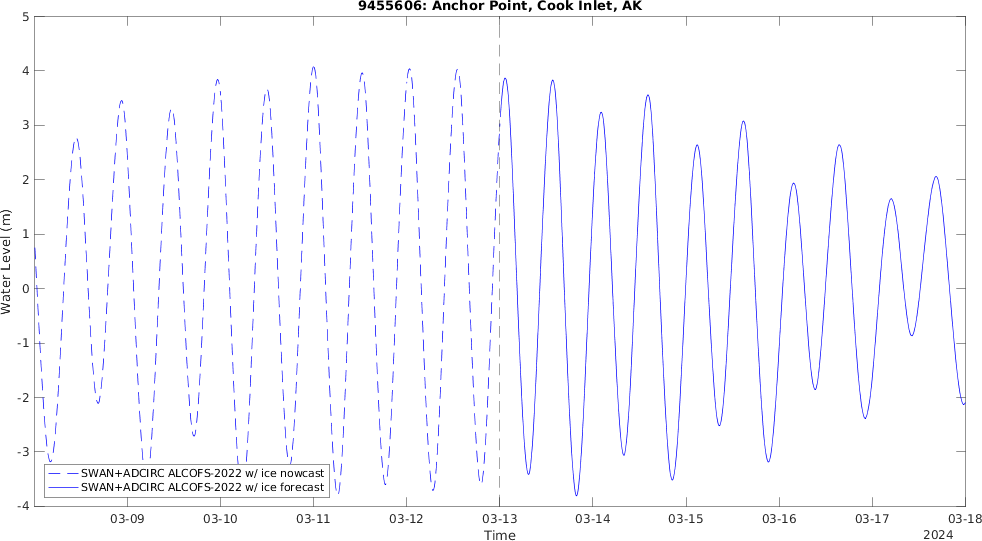 9455606: Anchor Point, Cook Inlet, AK
5
4
3
2
1
0
-1
-2
-3
-4
Water Level (m)
SWAN+ADCIRC ALCOFS-2022 w/ ice nowcast
SWAN+ADCIRC ALCOFS-2022 w/ ice forecast
03-09 03-10 03-11 03-12 03-13 03-14 03-15 03-16 03-17 03-18
Time
2024